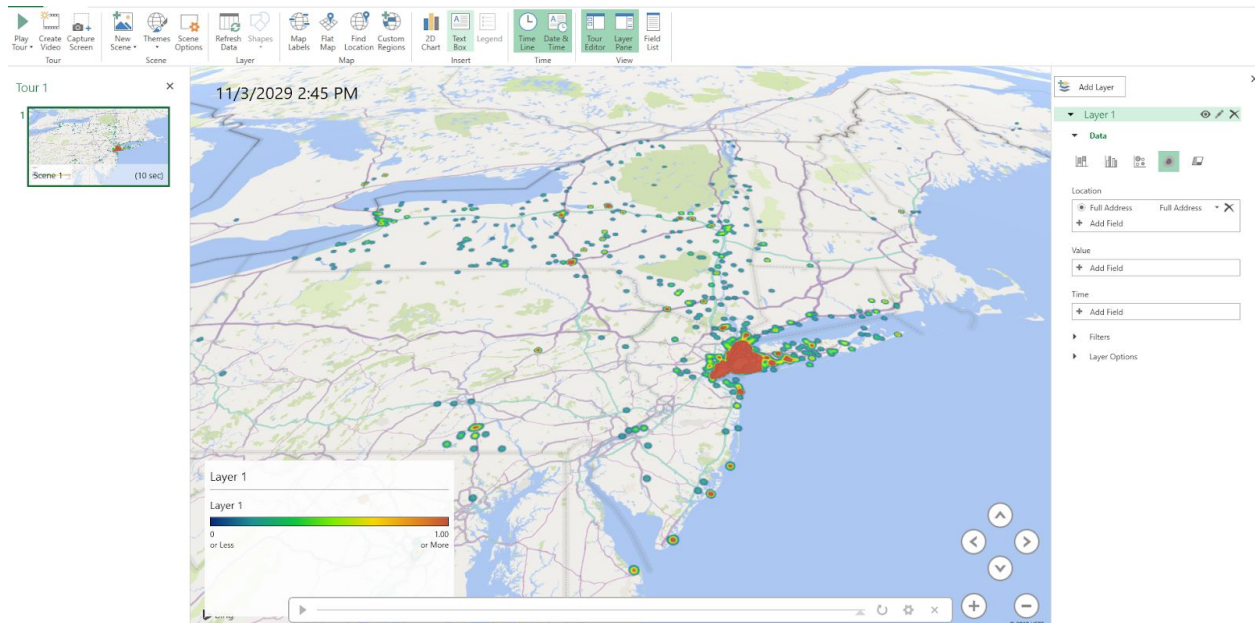 Play Tour
Create Video
Capture Screen
Tour
New Scene
Themes
Scene Options
Scene
Refresh Data
Shapes
Layer
Map Labels
Flat Map
Find Location
Custom Regions
Map
2D Chart
Text Box
Legend
Insert
Time Line
Date & Time
Time
Tour Editor
Layer Pane
Field List
View
Tour 1
1
Scene 1 (10 sec)
11/3/2029 2:45 PM
Layer 1
Layer 1
0 1.00
or Less or More
Add Layer
Layer 1
Data
Location
Full Address Full Address
Add Field
Value
Add Field
Time
Add Field
Filters
Layer Options